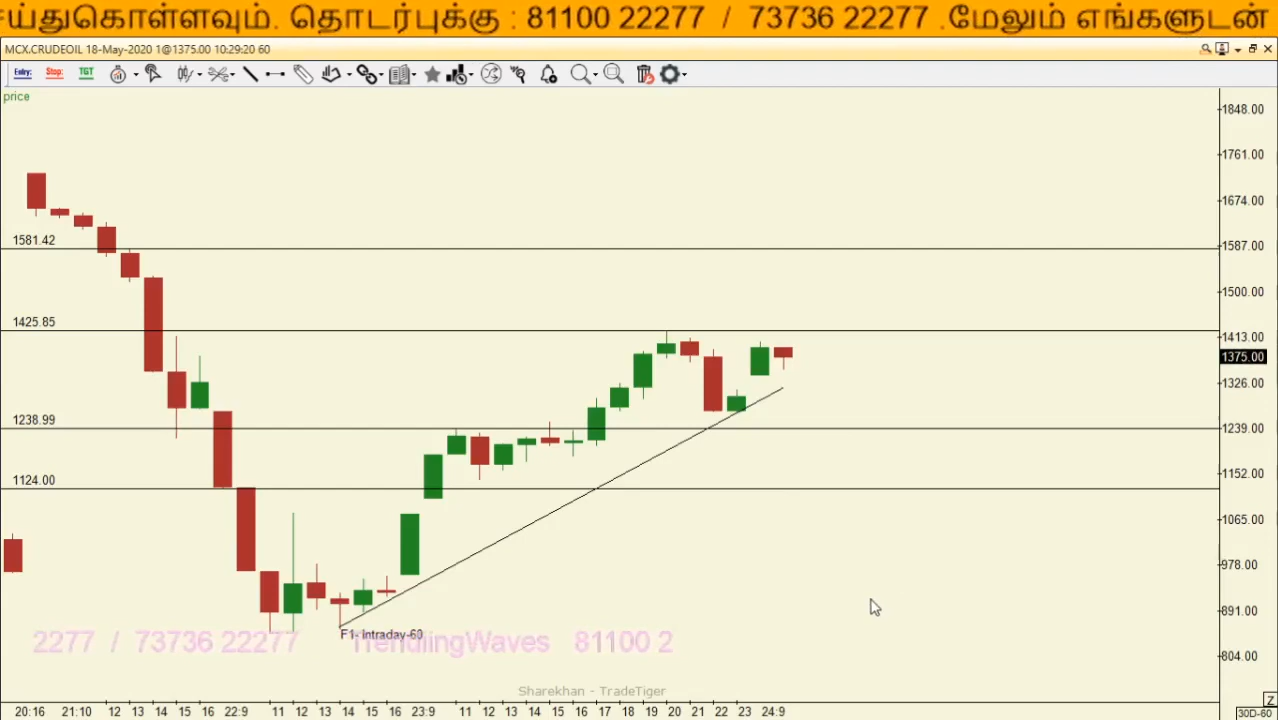 ய்துகொள்ளவும். தொடர்புக்கு : 81100 22277 / 73736 22277 .மேலும் எங்களுடன்
MCX.CRUDEOIL 18-May-2020 1@1375.00 10:29:20 60
Entry: Stop: TGT
price
1848.00
1761.00
1674.00
1581.42
1587.00
1500.00
1425.85
1413.00
1375.00
1326.00
1238.99
1239.00
1152.00
1124.00
1065.00
978.00
891.00
F1- Intraday-60
2277 / 73736 22277 TrendingWaves 81100 2
804.00
Sharekhan - TradeTiger
Z
20:16 21:10 12 13 14 15 16 22:9 11 12 13 14 15 16 23:9 11 12 13 14 15 16 17 18 19 20 21 22 23 24:9 30D-60